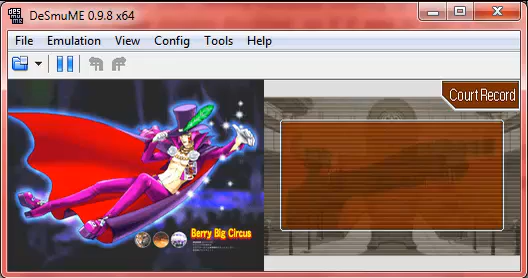 DeSmuME 0.9.8 x64
File Emulation View Config Tools Help
Court Record
Berry Big Circus